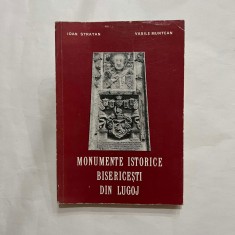 IOAN STRATAN VASILE MUNTEAN
MONUMENTE ISTORICE
BISERICEȘTI
DIN LUGOJ